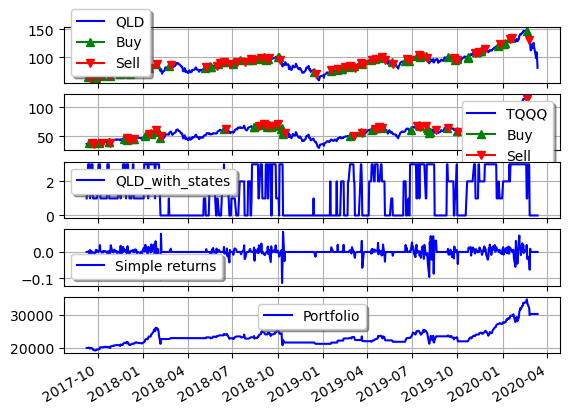 150
100
QLD
Buy
Sell
100
50
TQQQ
Buy
Sell
2
0
QLD_with_states
0.0
−0.1
Simple returns
30000
20000
Portfolio
2017-10
2018-01
2018-04
2018-07
2018-10
2019-01
2019-04
2019-07
2019-10
2020-01
2020-04